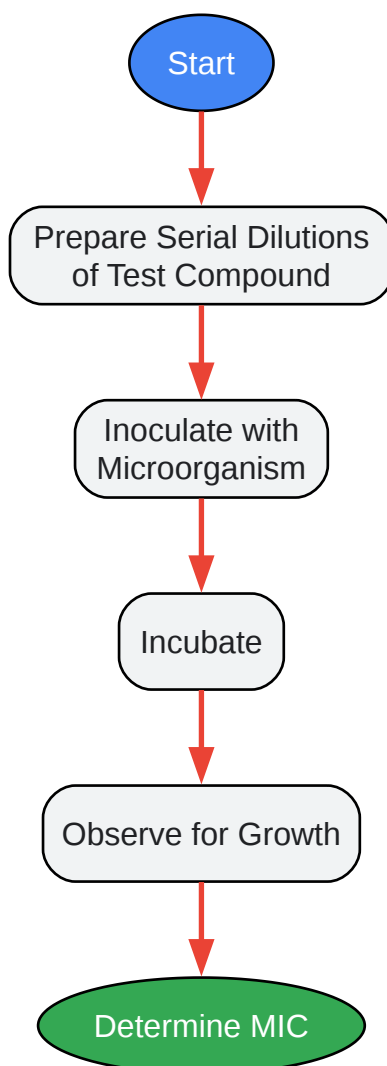 Start
Prepare Serial Dilutions
of Test Compound
Inoculate with
Microorganism
Incubate
Observe for Growth
Determine MIC